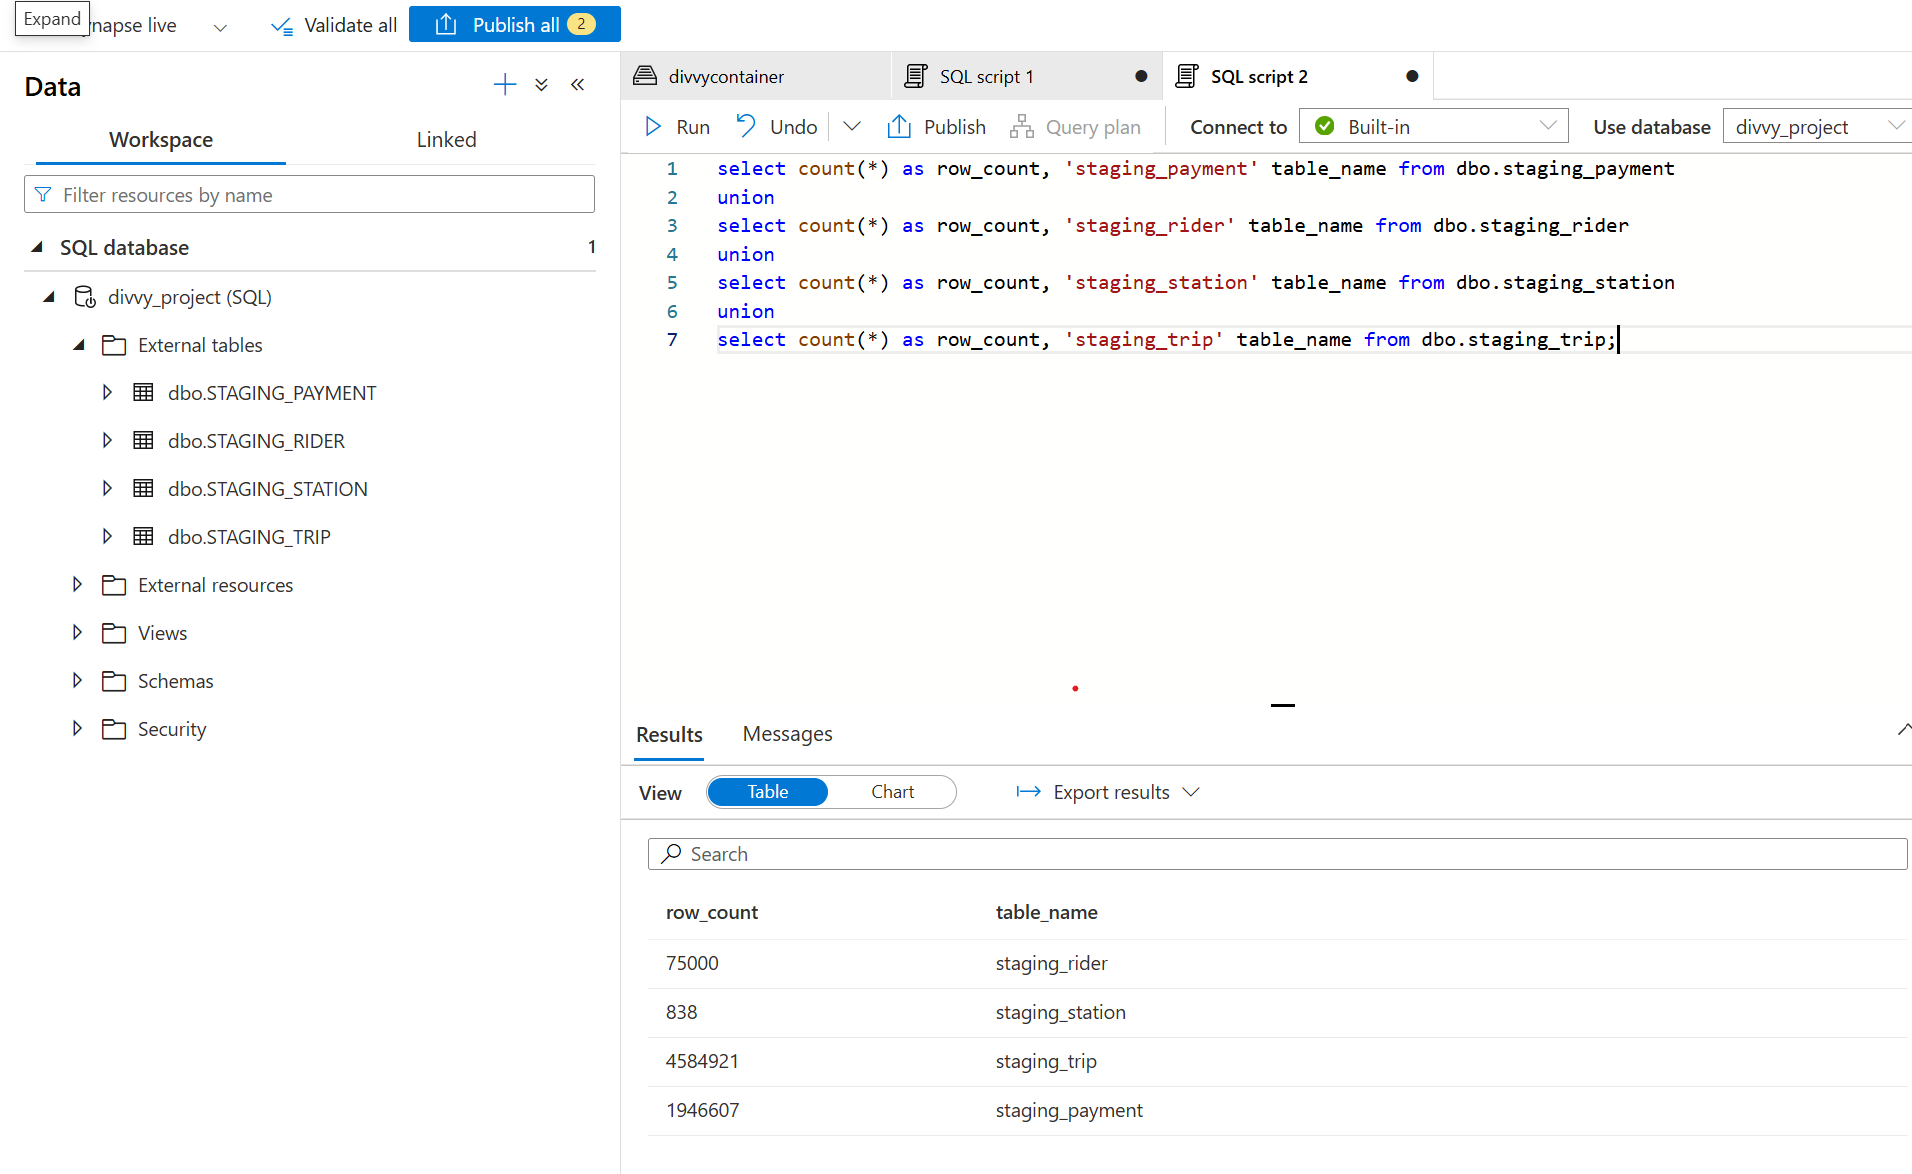 Expand
ynapse live
Validate all
Publish all 2
Data
Workspace Linked
Filter resources by name
SQL database 1
divvy_project (SQL)
External tables
dbo.STAGING_PAYMENT
dbo.STAGING_RIDER
dbo.STAGING_STATION
dbo.STAGING_TRIP
External resources
Views
Schemas
Security
divvycontainer SQL script 1 SQL script 2
Run Undo Publish Query plan Connect to Built-in Use database divvy_project
1 select count(*) as row_count, 'staging_payment' table_name from dbo.staging_payment
2 union
3 select count(*) as row_count, 'staging_rider' table_name from dbo.staging_rider
4 union
5 select count(*) as row_count, 'staging_station' table_name from dbo.staging_station
6 union
7 select count(*) as row_count, 'staging_trip' table_name from dbo.staging_trip;
Results Messages
View Table Chart Export results
Search
row_count table_name
75000 staging_rider
838 staging_station
4584921 staging_trip
1946607 staging_payment